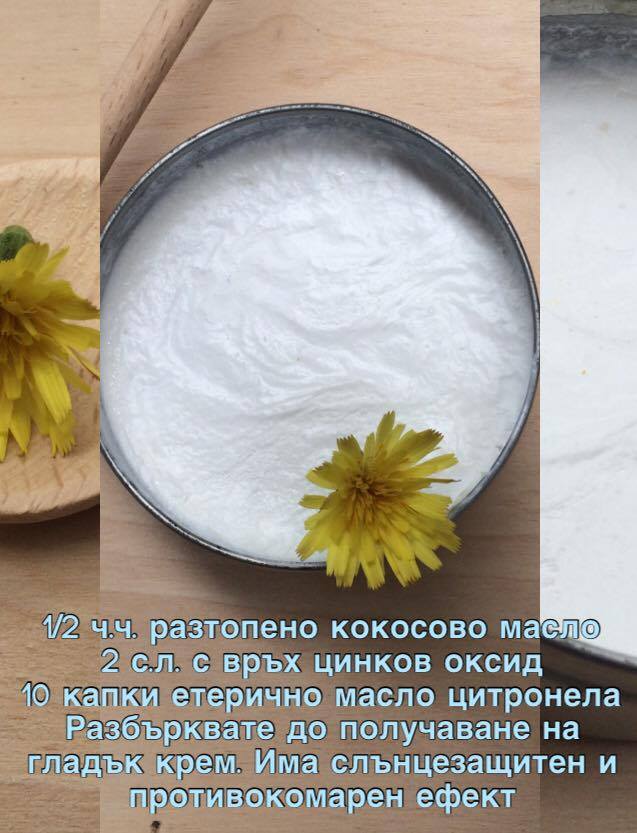 1/2 ч.ч. разтопено кокосово масло
2 с.л. с връх цинков оксид
10 капки етерично масло цитронела
Разбърквате до получаване на
гладък крем. Има слънцезащитен и
противокомарен ефект